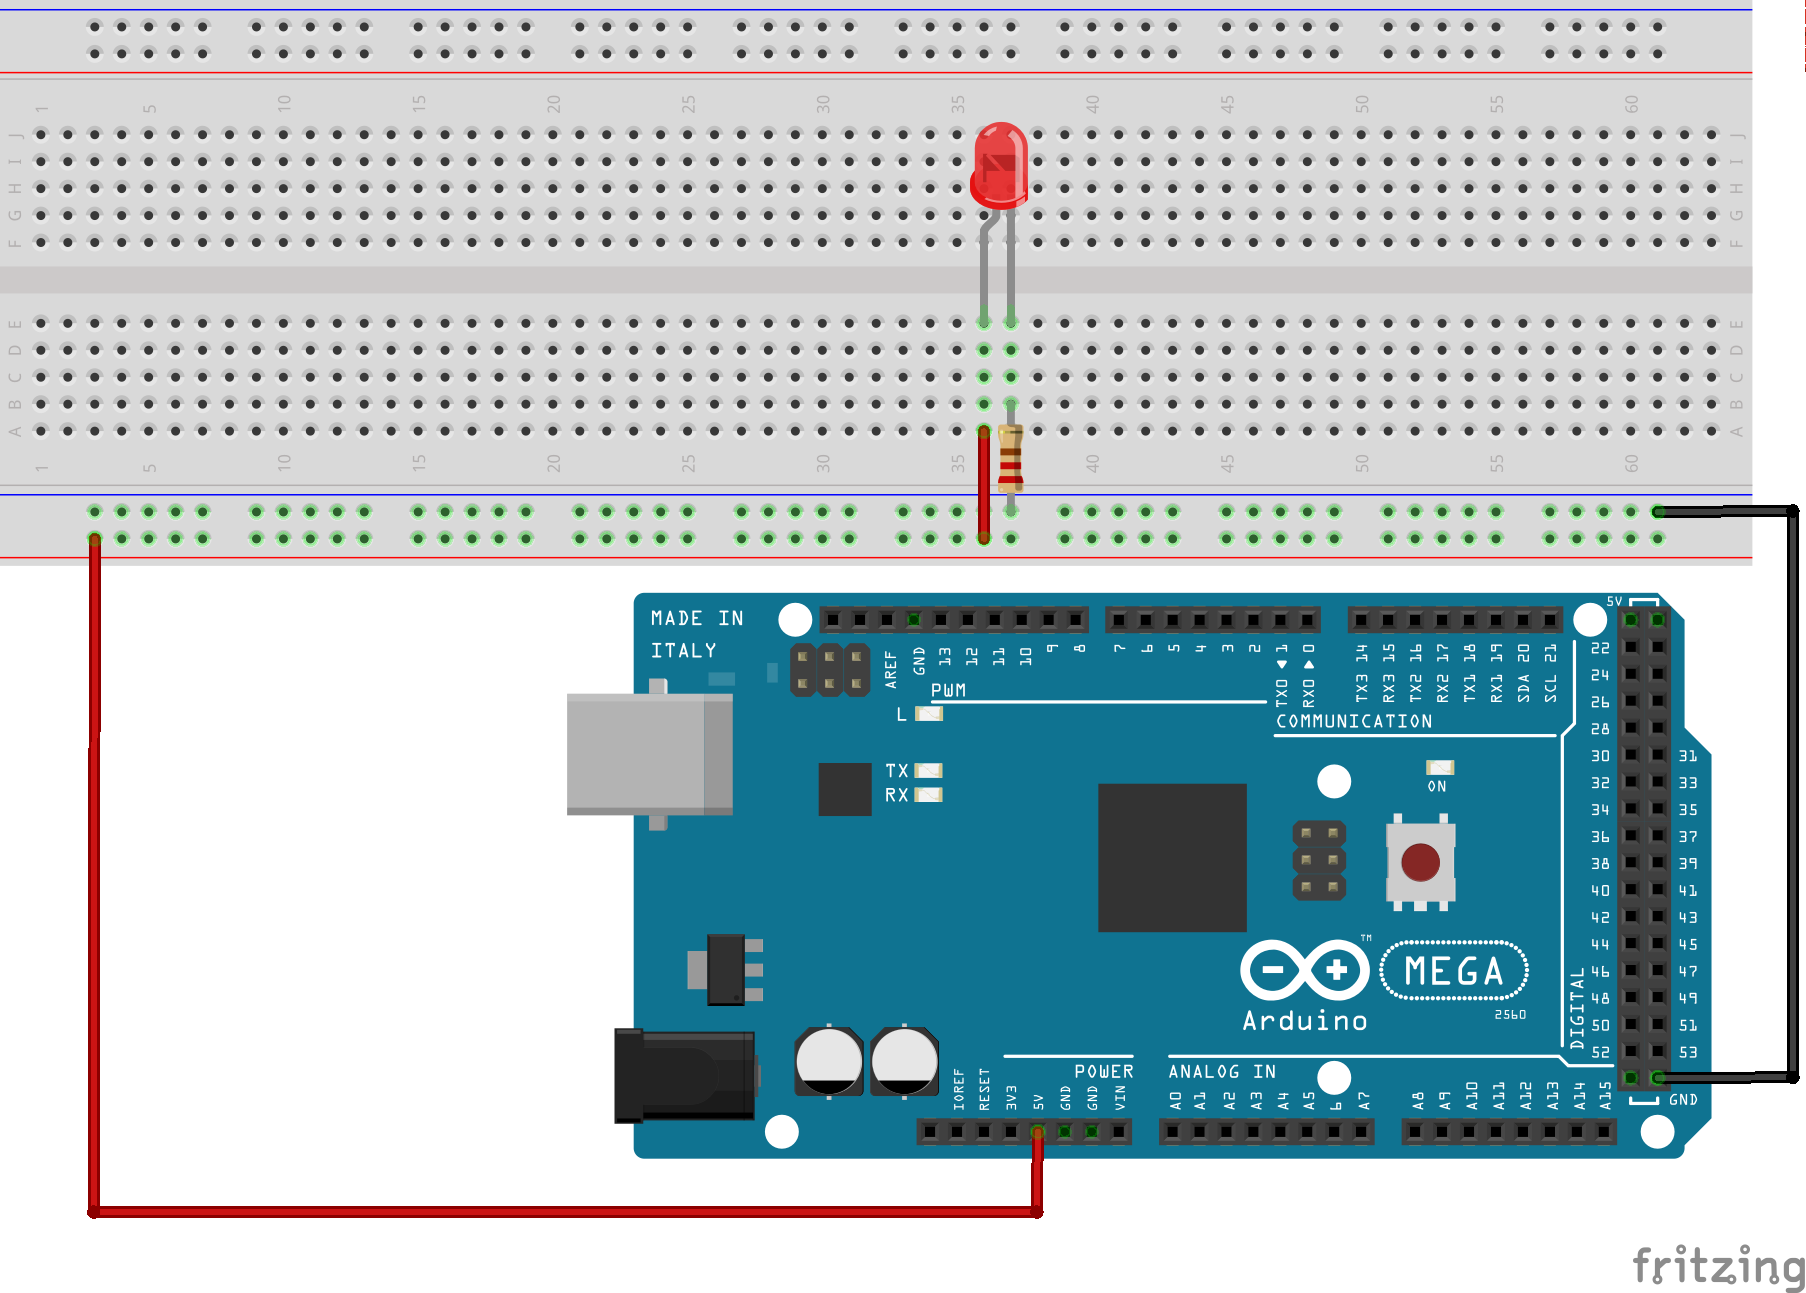 1 5 10 15 20 25 30 35 40 45 50 55 60
J J
I I
H H
G G
F F
E E
D D
C C
B B
A A
1 5 10 15 20 25 30 35 40 45 50 55 60
MADE IN
ITALY
AREF GND 13 12 11 10 9 8 7 6 5 4 3 2 TX0 1 RX0 0 TX3 14 RX3 15 TX2 16 RX2 17 TX1 18 RX1 19 SDA 20 SCL 21
5V
PWM
L
COMMUNICATION
TX
RX
ON
22
24
26
28
30 31
32 33
34 35
36 37
38 39
40 41
42 43
44 45
46 47
48 49
50 51
52 53
GND
DIGITAL
TM
MEGA
Arduino
2560
POWER
ANALOG IN
IOREF RESET 3V3 5V GND GND VIN A0 A1 A2 A3 A4 A5 6 A7 A8 A9 A10 A11 A12 A13 A14 A15
fritzing